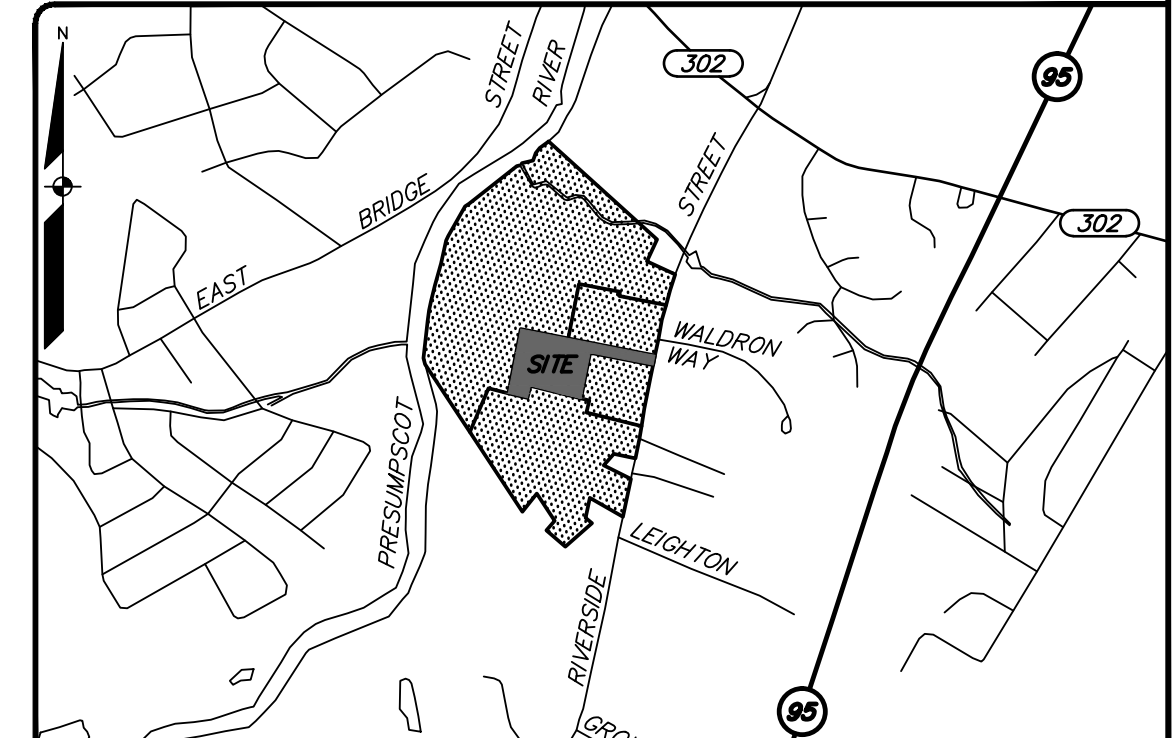 N
STREET
RIVER
302
95
STREET
BRIDGE
302
EAST
WALDRON
WAY
SITE
PRESUMPSCOT
LEIGHTON
RIVERSIDE
95